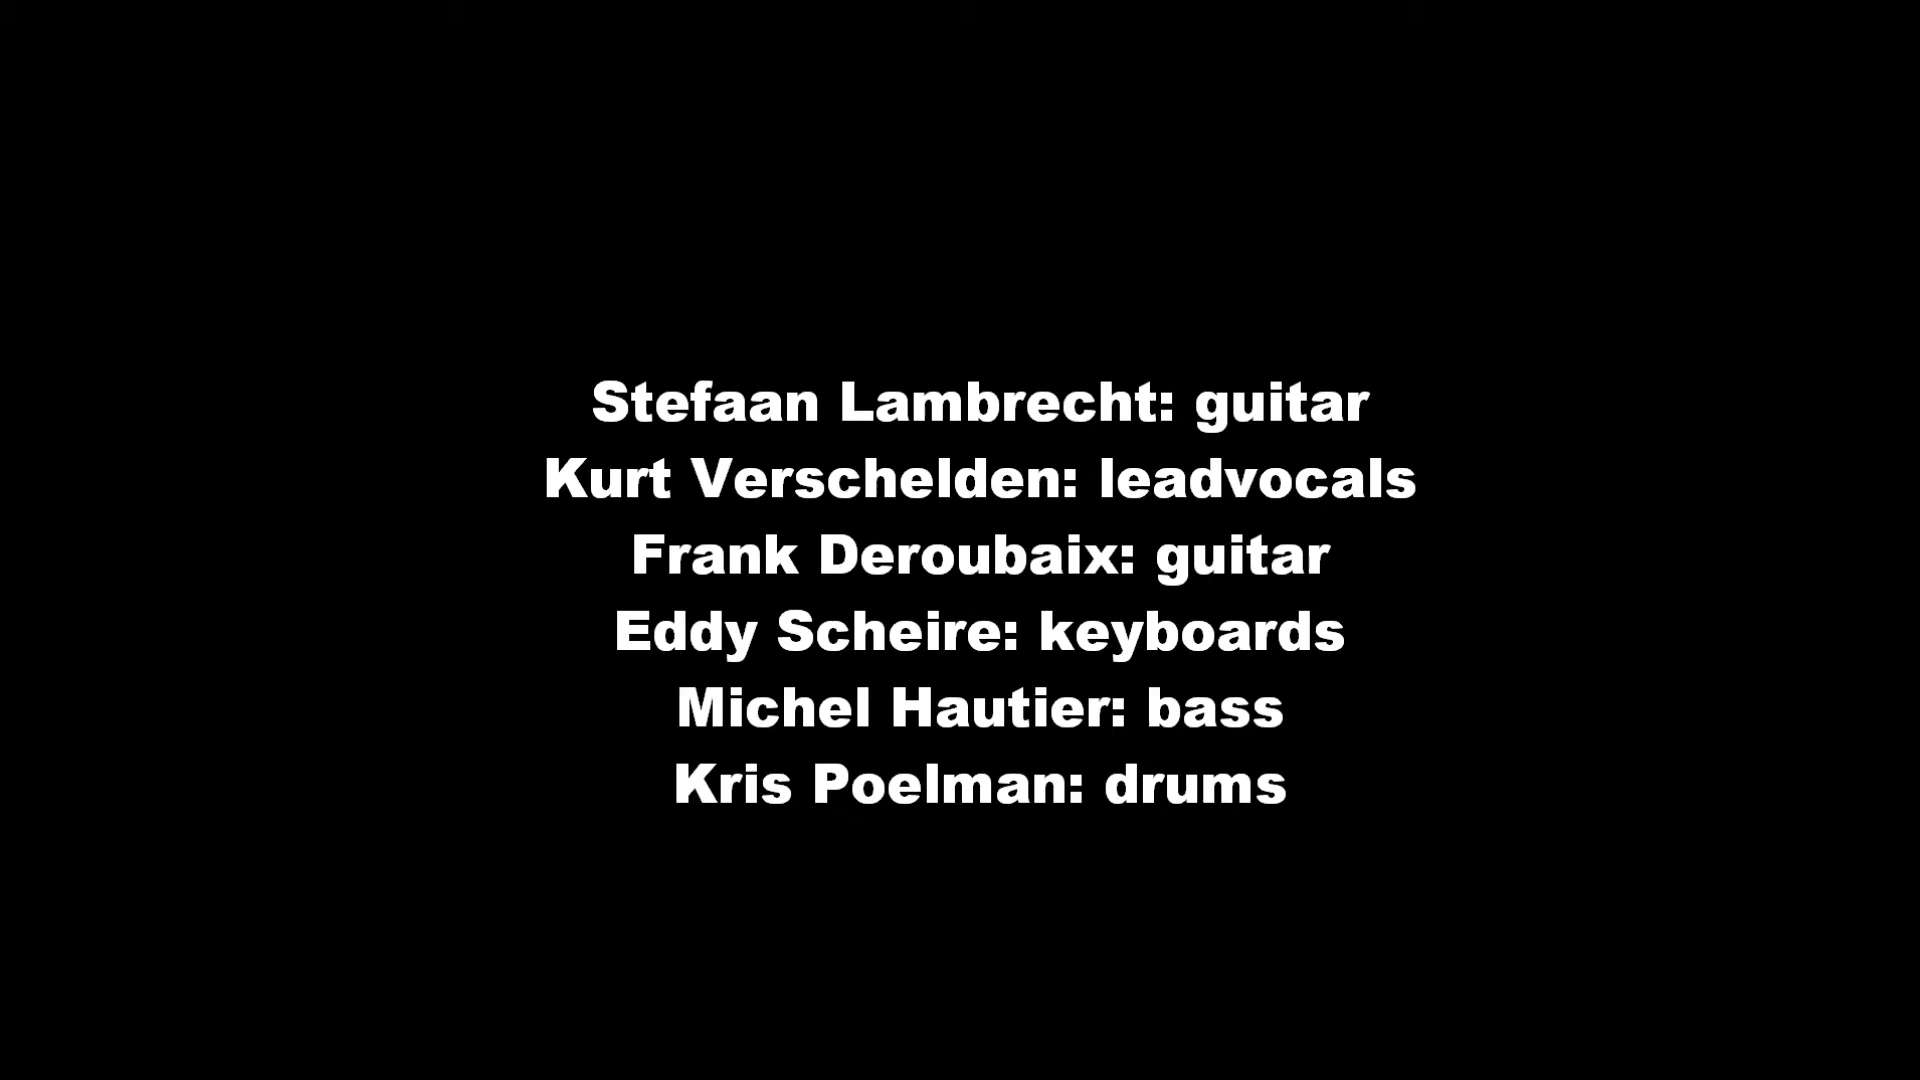 Stefaan Lambrecht: guitar
Kurt Verschelden: leadvocals
Frank Deroubaix: guitar
Eddy Scheire: keyboards
Michel Hautier: bass
Kris Poelman: drums